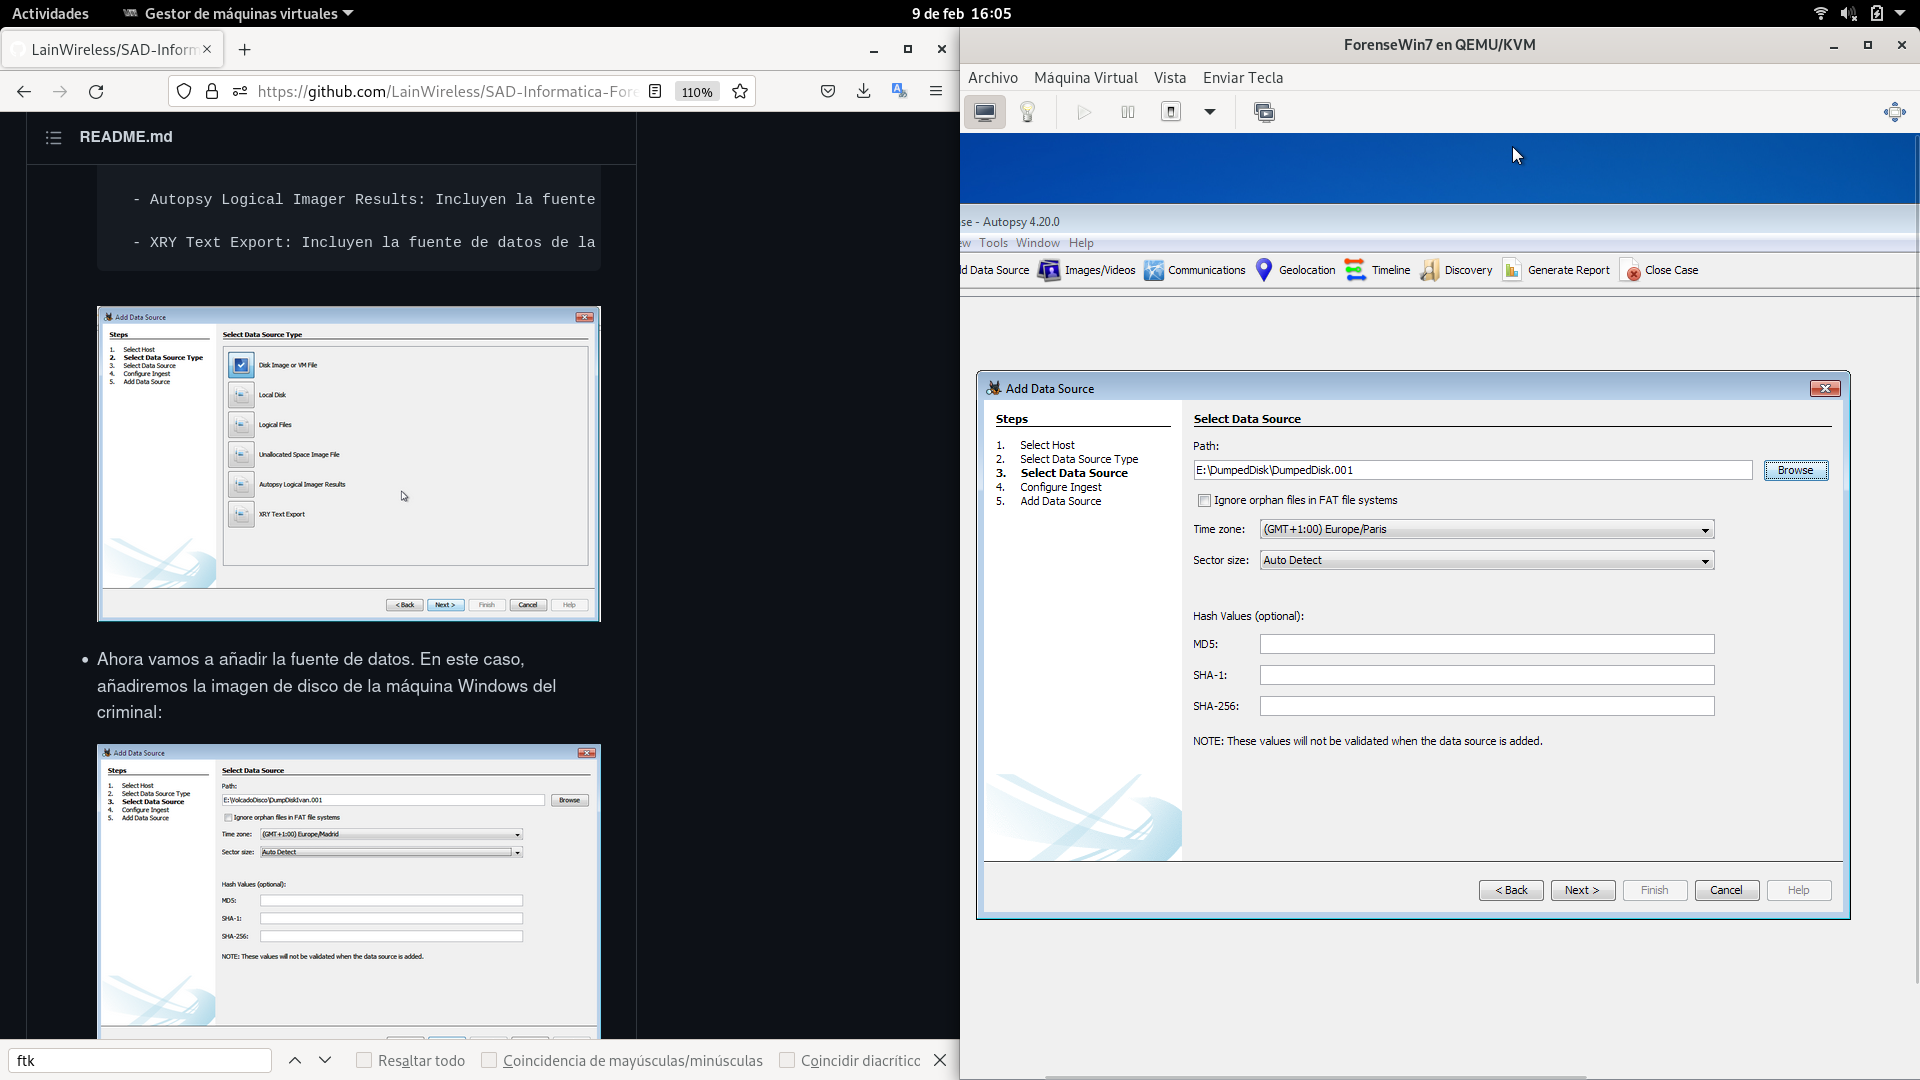 Actividades
Gestor de máquinas virtuales
9 de feb 16:05
LainWireless/SAD-Inform
https://github.com/LainWireless/SAD-Informatica-Fore
110%
README.md
- Autopsy Logical Imager Results: Incluyen la fuente
- XRY Text Export: Incluyen la fuente de datos de la
Add Data Source
Steps
1. Select Host
2. Select Data Source Type
3. Select Data Source
4. Configure Ingest
5. Add Data Source
Select Data Source Type
Disk Image or VM File
Local Disk
Logical Files
Unallocated Space Image File
Autopsy Logical Imager Results
XRY Text Export
< Back Next > Finish Cancel Help
• Ahora vamos a añadir la fuente de datos. En este caso,
añadiremos la imagen de disco de la máquina Windows del
criminal:
Add Data Source
Steps
1. Select Host
2. Select Data Source Type
3. Select Data Source
4. Configure Ingest
5. Add Data Source
Select Data Source
Path:
E:\VolcadoDisco\DumpDiskIvan.001
Browse
Ignore orphan files in FAT file systems
Time zone: (GMT+1:00) Europe/Madrid
Sector size: Auto Detect
Hash Values (optional):
MD5:
SHA-1:
SHA-256:
NOTE: These values will not be validated when the data source is added.
ftk
Resaltar todo
Coincidencia de mayúsculas/minúsculas
Coincidir diacrític
ForenseWin7 en QEMU/KVM
Archivo Máquina Virtual Vista Enviar Tecla
se - Autopsy 4.20.0
ew Tools Window Help
d Data Source Images/Videos Communications Geolocation Timeline Discovery Generate Report Close Case
Add Data Source
Steps
1. Select Host
2. Select Data Source Type
3. Select Data Source
4. Configure Ingest
5. Add Data Source
Select Data Source
Path:
E:\DumpedDisk\DumpedDisk.001
Browse
Ignore orphan files in FAT file systems
Time zone: (GMT+1:00) Europe/Paris
Sector size: Auto Detect
Hash Values (optional):
MD5:
SHA-1:
SHA-256:
NOTE: These values will not be validated when the data source is added.
< Back Next > Finish Cancel Help